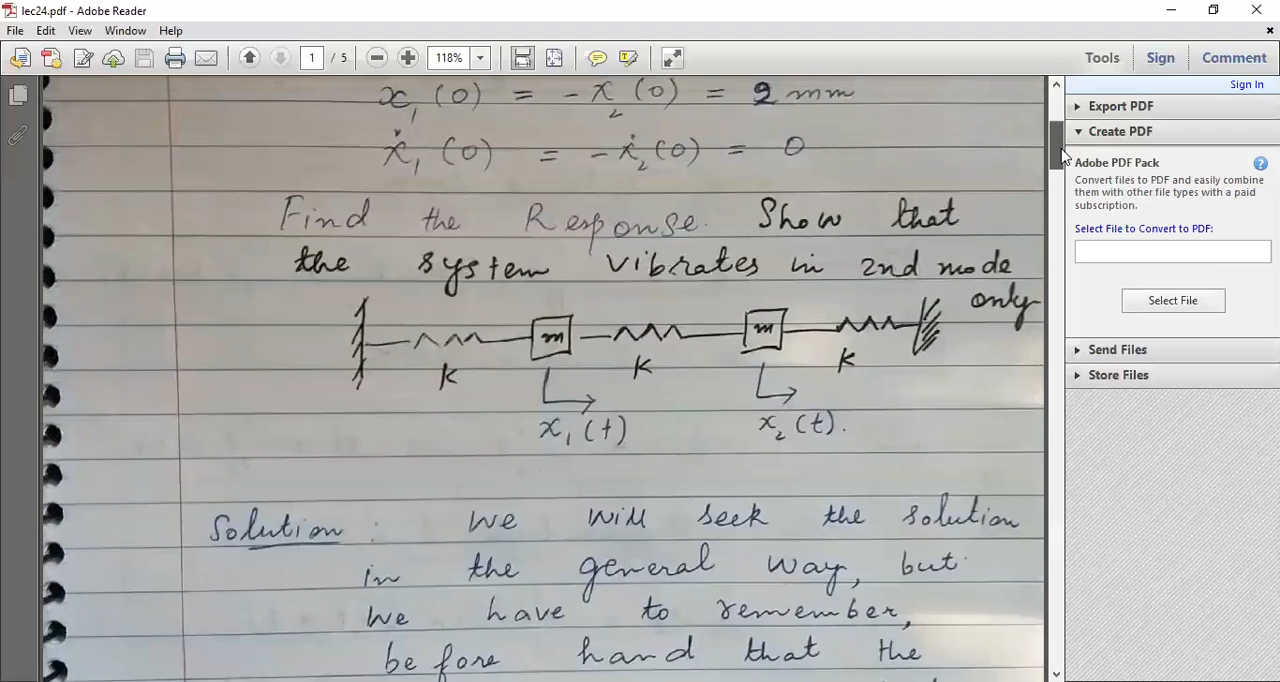 lec24.pdf - Adobe Reader
File Edit View Window Help
1 / 5 118% Tools Sign Comment
Sign In
Export PDF
Create PDF
Adobe PDF Pack
Convert files to PDF and easily combine
them with other file types with a paid
subscription.
Select File to Convert to PDF:
Select File
Send Files
Store Files
x₁(0) = -x₂(0) = 2 mm
ẋ₁(0) = -ẋ₂(0) = 0
Find the Response. Show that
the system vibrates in 2nd mode
only
m m
K K K
x₁(t) x₂(t).
Solution : We will seek the solution
in the general way, but
we have to remember,
before hand that the